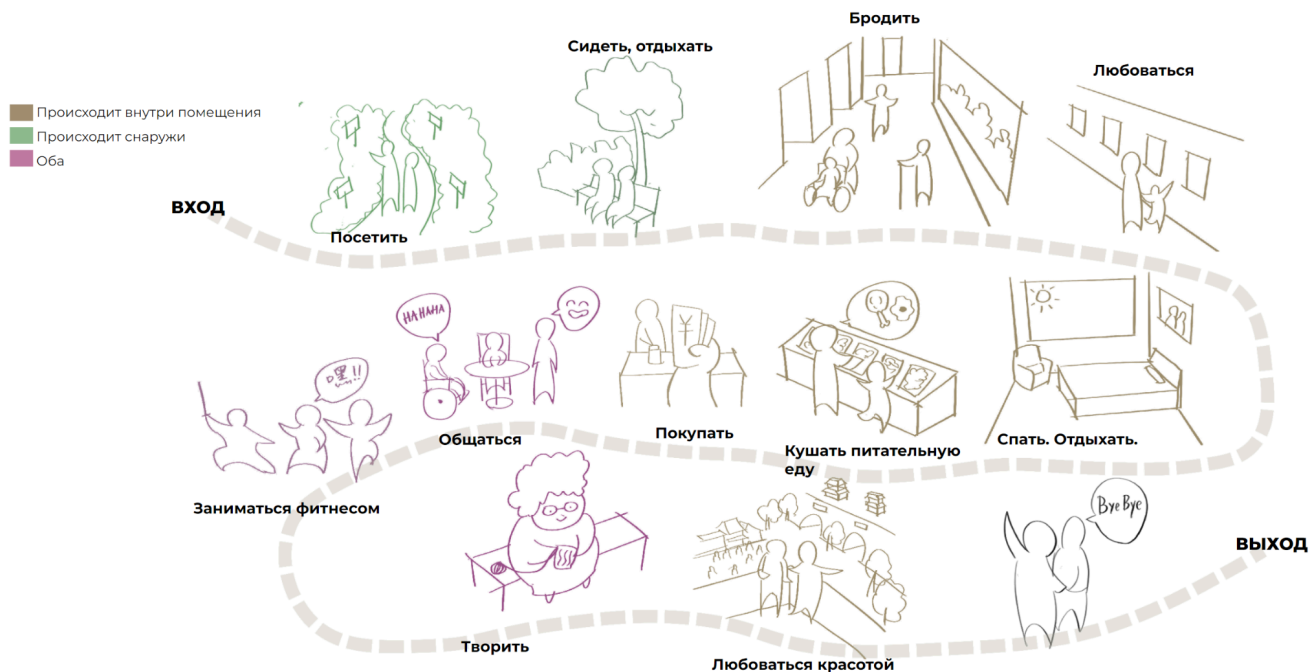 Бродить
Сидеть, отдыхать
Любоваться
Происходит внутри помещения
Происходит снаружи
Оба
ВХОД
Посетить
HAHAHA
¥
嘿!!
Общаться
Покупать
Кушать питательную
еду
Спать. Отдыхать.
Заниматься фитнесом
Bye Bye
ВЫХОД
Творить
Любоваться красотой